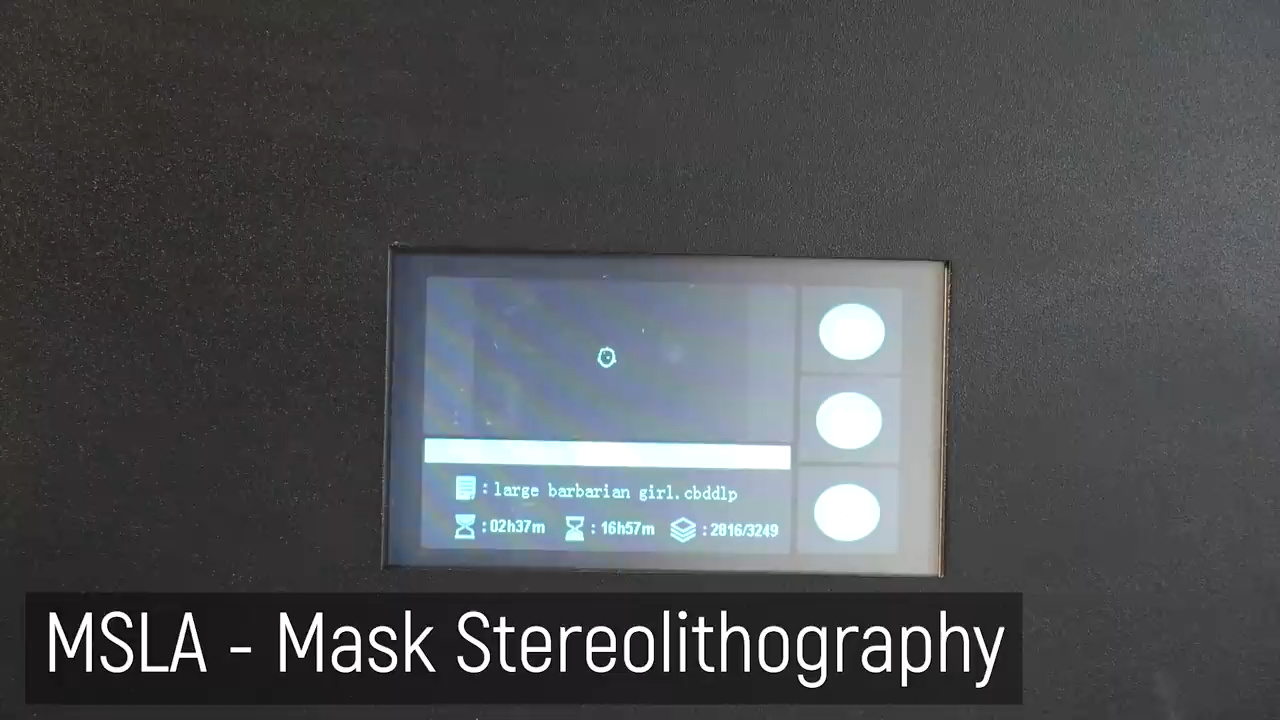 : large barbarian girl.cbddlp
: 02h37m : 16h57m : 2816/3249
MSLA - Mask Stereolithography